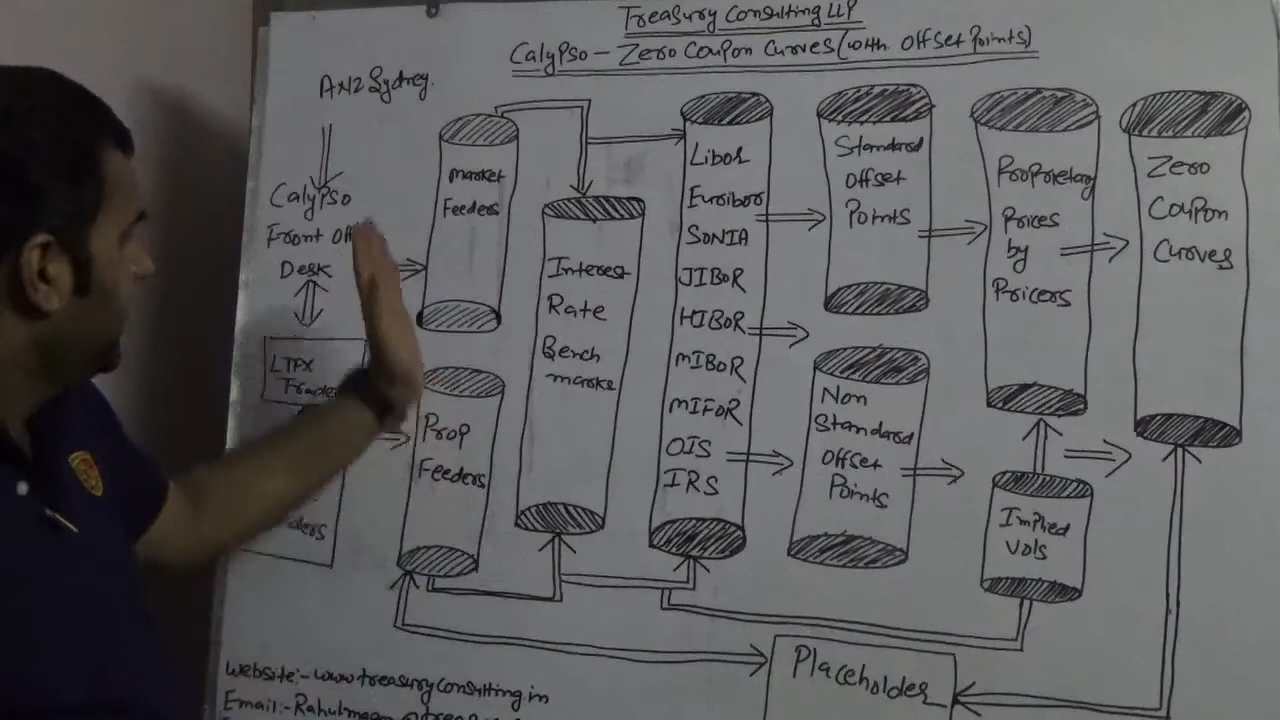 Treasury Consulting LLP
Calypso - Zero Coupon Curves (with Offset Points)
ANZ Sydney.
Calypso
Front
Desk
LTFX
Market
Feeders
Prop
Feeders
Interest
Rate
Bench
marks
Libor
Euribor
SONIA
JIBOR
HIBOR
MIBOR
MIFOR
OIS
IRS
Standard
Offset
Points
Non
Standard
Offset
Points
Proprietary
Prices
by
Pricers
Implied
Vols
Zero
Coupon
Curves
Placeholder
Website:- www.treasuryconsulting.in
Email:-